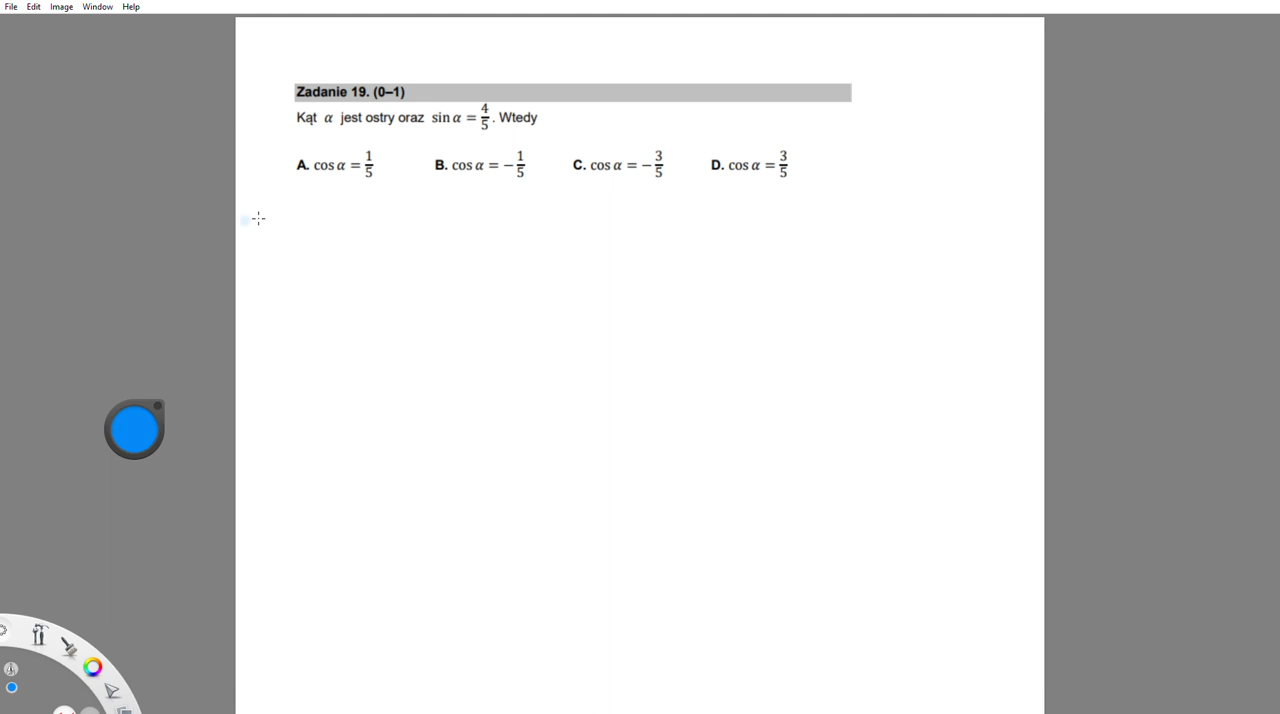 File Edit Image Window Help
Zadanie 19. (0–1)
Kąt α jest ostry oraz sin α = 4/5. Wtedy
A. cos α = 1/5 B. cos α = −1/5 C. cos α = −3/5 D. cos α = 3/5